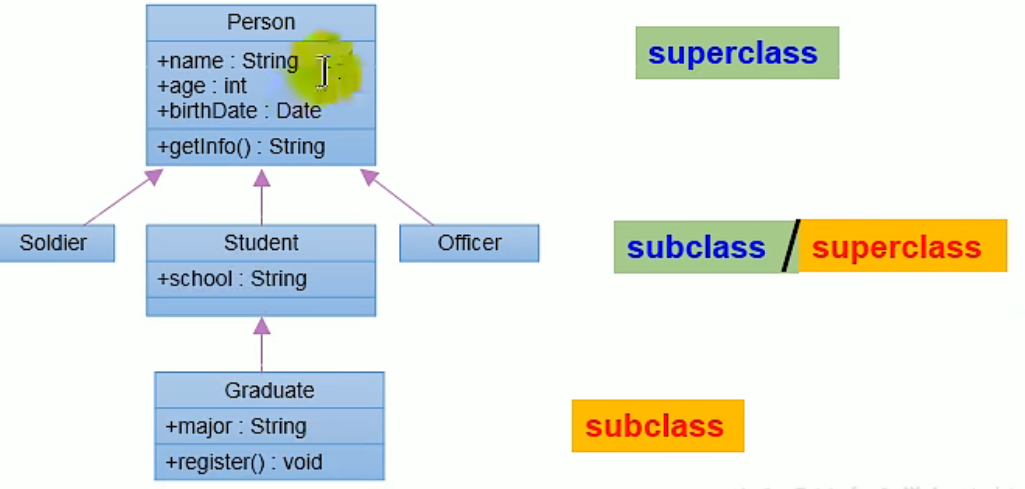 Person
+name : String
+age : int
+birthDate : Date
+getInfo() : String
superclass
Soldier
Student
+school : String
Officer
subclass / superclass
Graduate
+major : String
+register() : void
subclass